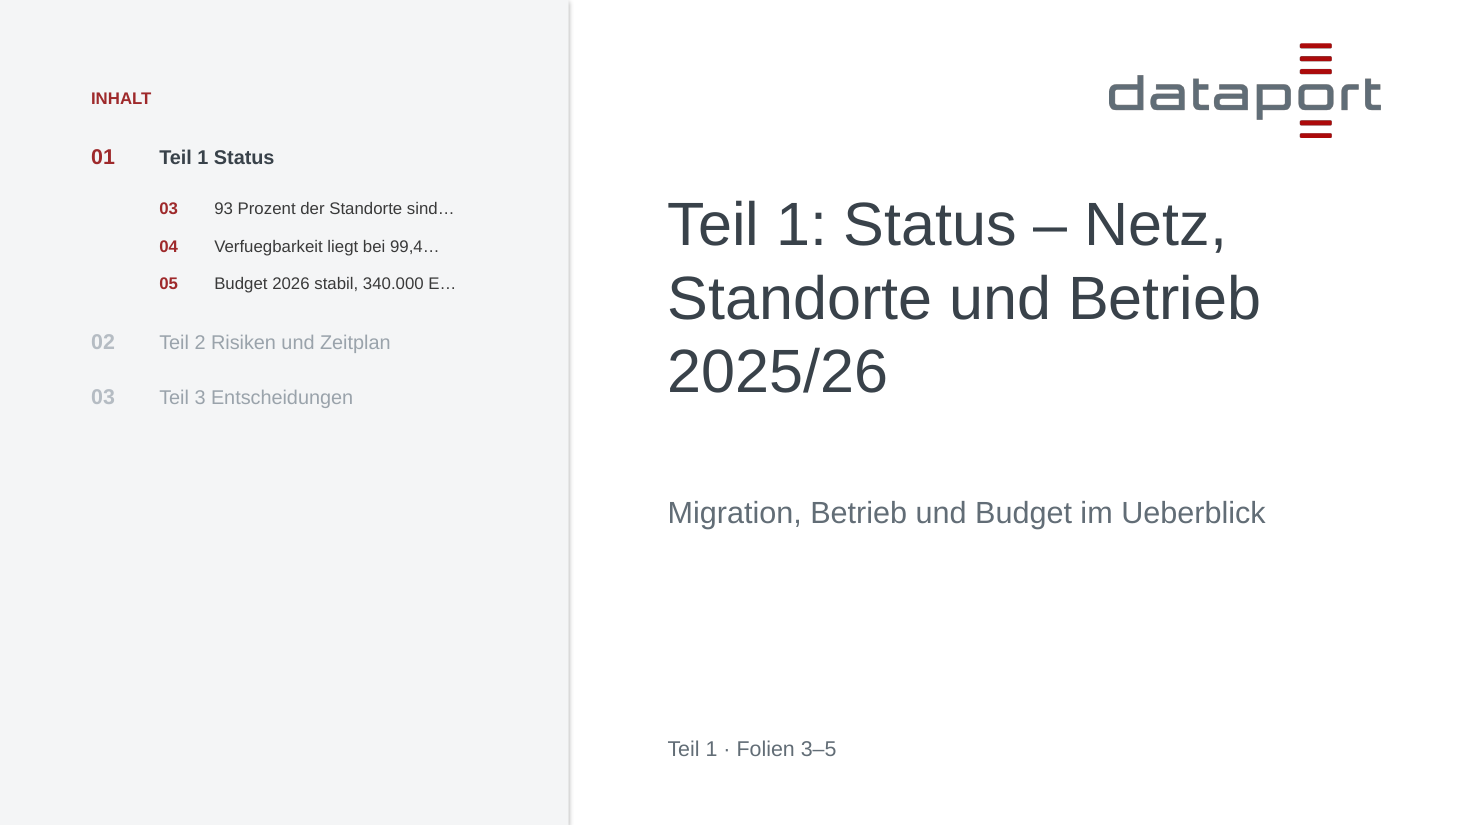 INHALT
01 Teil 1 Status
03 93 Prozent der Standorte sind…
04 Verfuegbarkeit liegt bei 99,4…
05 Budget 2026 stabil, 340.000 E…
02 Teil 2 Risiken und Zeitplan
03 Teil 3 Entscheidungen
dataport
Teil 1: Status – Netz,
Standorte und Betrieb
2025/26
Migration, Betrieb und Budget im Ueberblick
Teil 1 · Folien 3–5